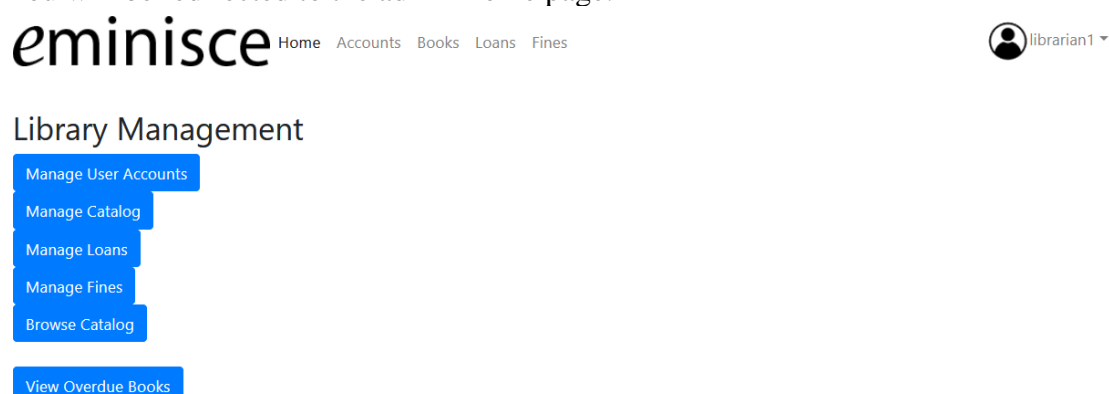 eminisce Home Accounts Books Loans Fines librarian1
Library Management
Manage User Accounts
Manage Catalog
Manage Loans
Manage Fines
Browse Catalog
View Overdue Books